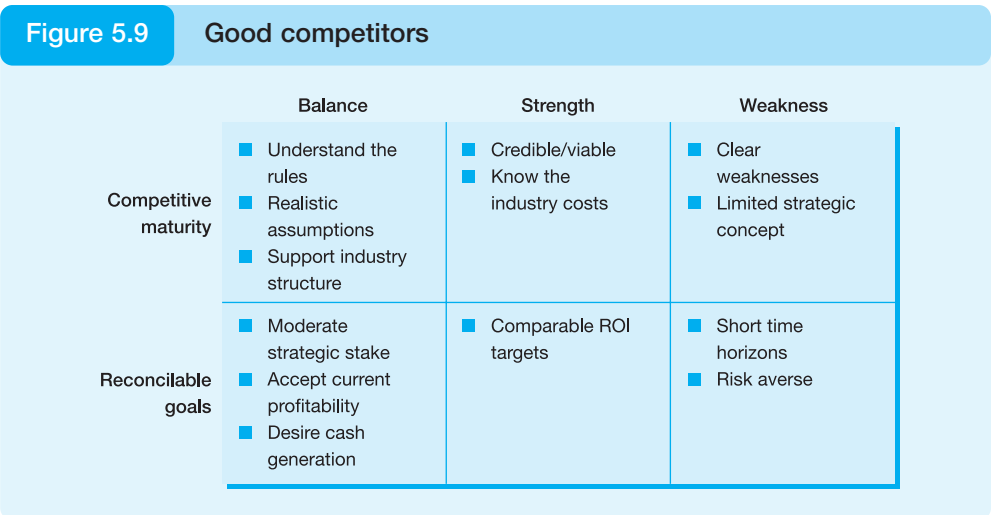 Figure 5.9 Good competitors
Balance Strength Weakness
Competitive
maturity
Understand the
rules
Realistic
assumptions
Support industry
structure
Credible/viable
Know the
industry costs
Clear
weaknesses
Limited strategic
concept
Reconcilable
goals
Moderate
strategic stake
Accept current
profitability
Desire cash
generation
Comparable ROI
targets
Short time
horizons
Risk averse